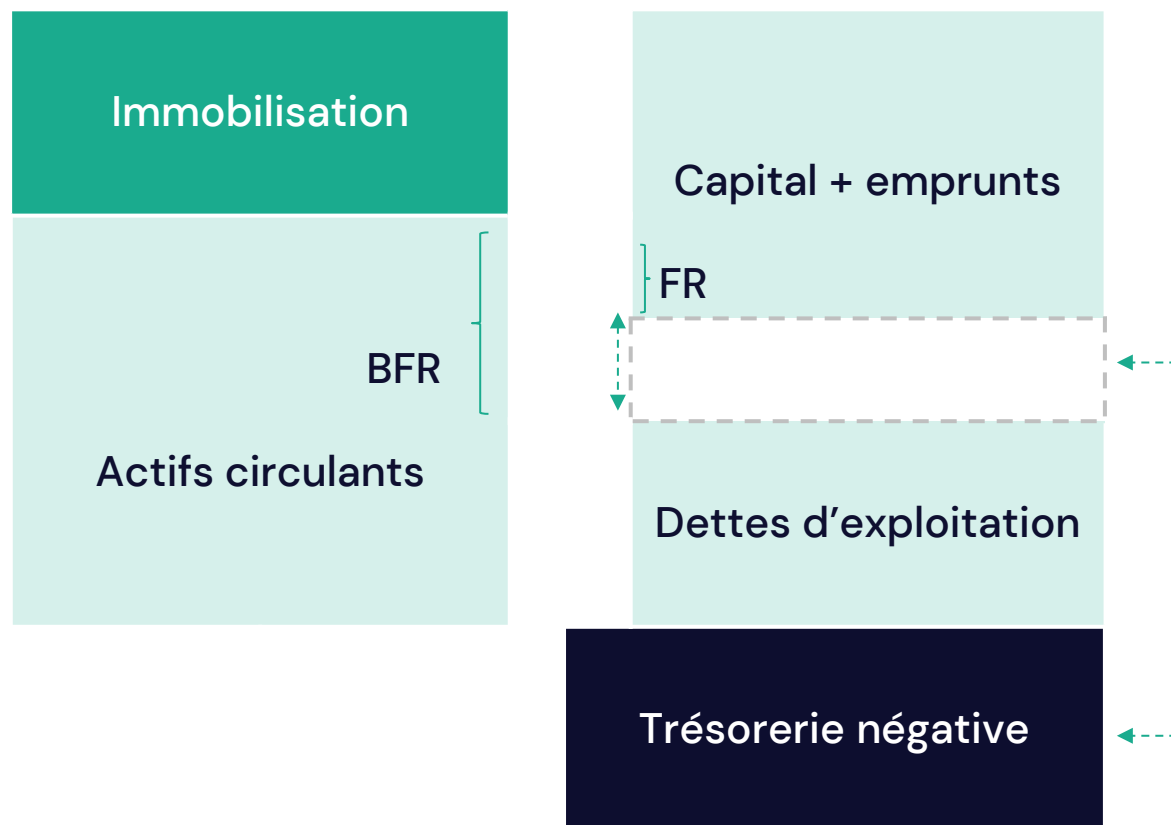 Immobilisation
BFR
Actifs circulants
Capital + emprunts
FR
Dettes d’exploitation
Trésorerie négative